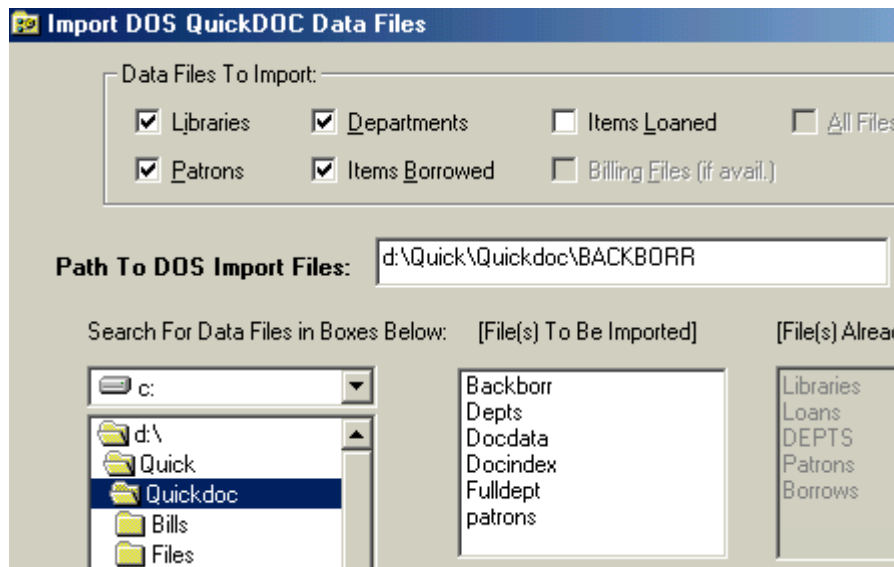 Import DOS QuickDOC Data Files
Data Files To Import:
Libraries Departments Items Loaned All Files
Patrons Items Borrowed Billing Files (if avail.)
Path To DOS Import Files: d:\Quick\Quickdoc\BACKBORR
Search For Data Files in Boxes Below: [File(s) To Be Imported] [File(s) Alrea
c: Backborr Libraries
Depts Loans
d:\ Docdata DEPTS
Quick Docindex Patrons
Quickdoc Fulldept Borrows
Bills patrons
Files